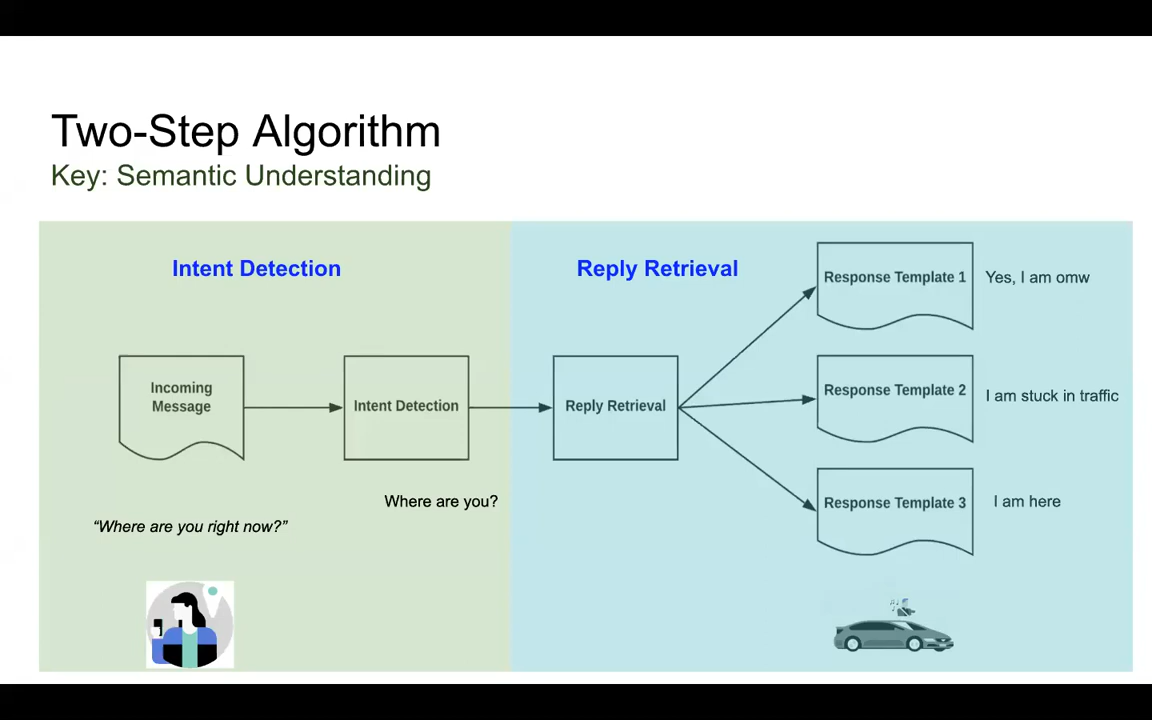 Two-Step Algorithm
Key: Semantic Understanding
Intent Detection
Reply Retrieval
Incoming
Message
Intent Detection
Reply Retrieval
Response Template 1
Yes, I am omw
Response Template 2
I am stuck in traffic
Response Template 3
I am here
Where are you?
“Where are you right now?”